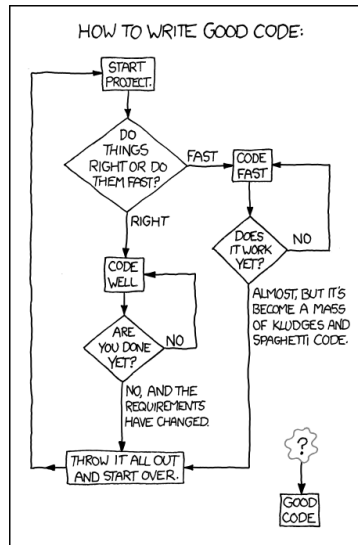 HOW TO WRITE GOOD CODE:
START
PROJECT.
DO
THINGS
RIGHT OR DO
THEM FAST?
FAST
CODE
FAST
RIGHT
DOES
IT WORK
YET?
NO
CODE
WELL
ALMOST, BUT IT'S
BECOME A MASS
OF KLUDGES AND
SPAGHETTI CODE.
ARE
YOU DONE
YET?
NO
NO, AND THE
REQUIREMENTS
HAVE CHANGED.
THROW IT ALL OUT
AND START OVER.
?
GOOD
CODE